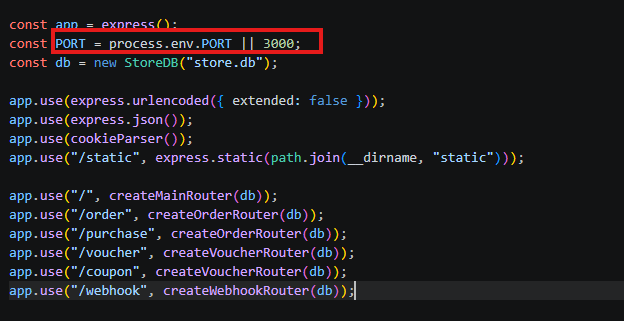 const app = express();
const PORT = process.env.PORT || 3000;
const db = new StoreDB("store.db");
app.use(express.urlencoded({ extended: false }));
app.use(express.json());
app.use(cookieParser());
app.use("/static", express.static(path.join(__dirname, "static")));
app.use("/", createMainRouter(db));
app.use("/order", createOrderRouter(db));
app.use("/purchase", createOrderRouter(db));
app.use("/voucher", createVoucherRouter(db));
app.use("/coupon", createVoucherRouter(db));
app.use("/webhook", createWebhookRouter(db));